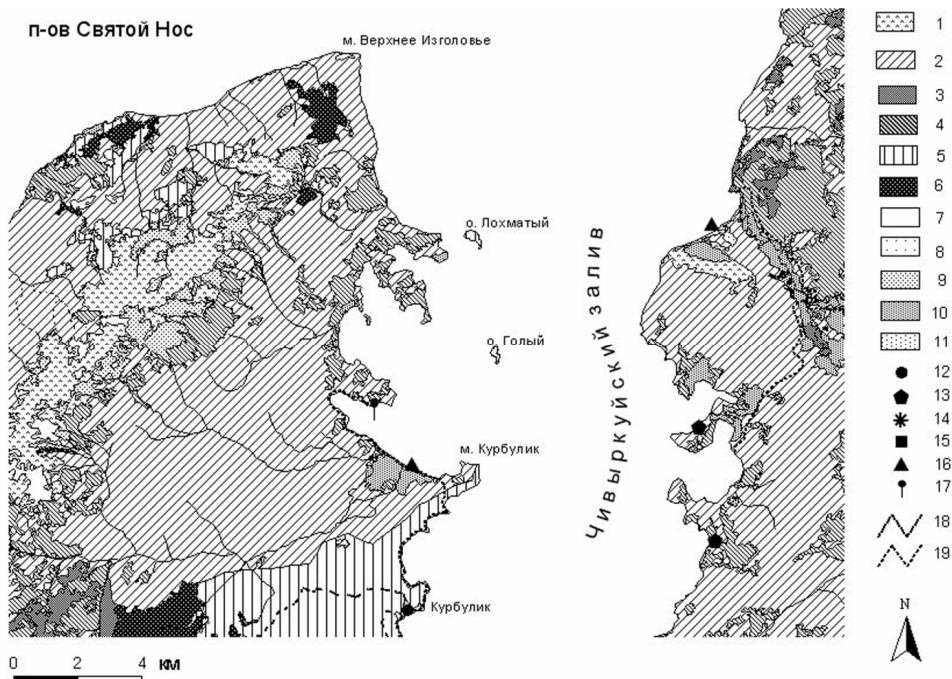 п-ов Святой Нос
м. Верхнее Изголовье
о. Лохматый
о. Голый
м. Курбулик
Курбулик
Чивыркуйский залив
1
2
3
4
5
6
7
8
9
10
11
12
13
14
15
16
17
18
19
N
0 2 4 км